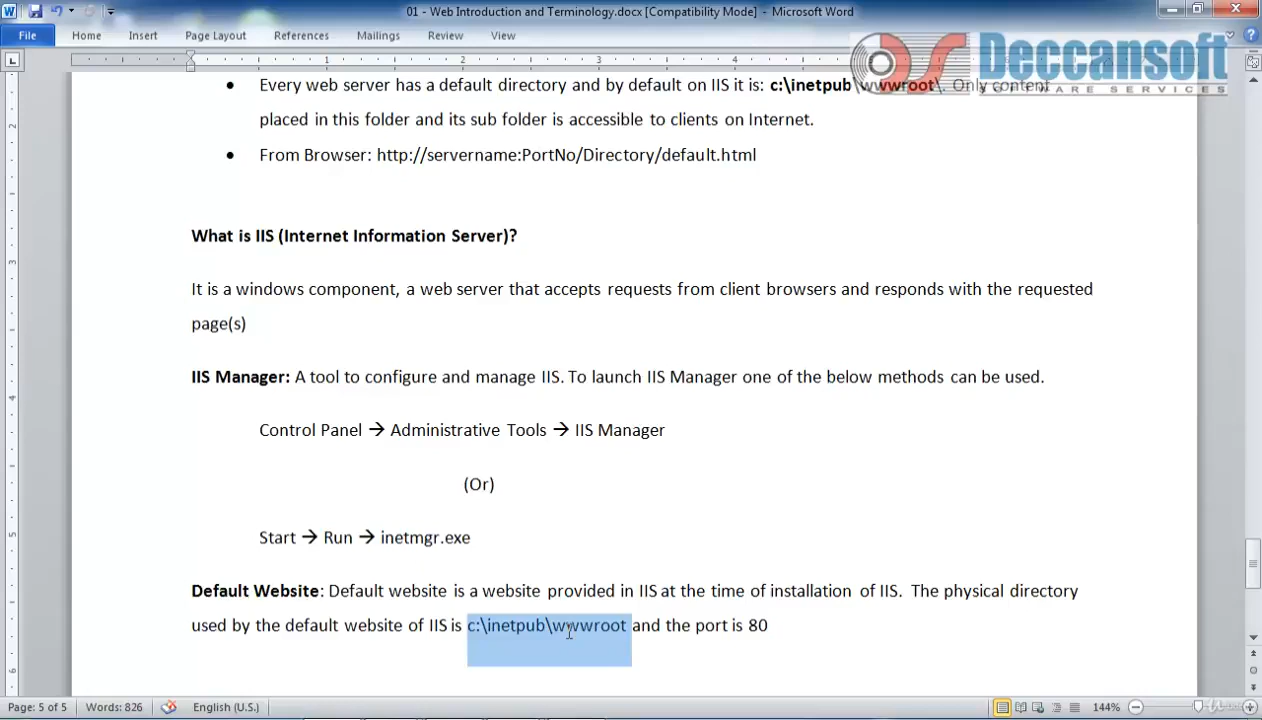 01 - Web Introduction and Terminology.docx [Compatibility Mode] - Microsoft Word
File Home Insert Page Layout References Mailings Review View
Deccansoft
SOFTWARE SERVICES
1 2 3 4
• Every web server has a default directory and by default on IIS it is: c:\inetpub\wwwroot\. Only content
placed in this folder and its sub folder is accessible to clients on Internet.
• From Browser: http://servername:PortNo/Directory/default.html
What is IIS (Internet Information Server)?
It is a windows component, a web server that accepts requests from client browsers and responds with the requested
page(s)
IIS Manager: A tool to configure and manage IIS. To launch IIS Manager one of the below methods can be used.
Control Panel → Administrative Tools → IIS Manager
(Or)
Start → Run → inetmgr.exe
Default Website: Default website is a website provided in IIS at the time of installation of IIS. The physical directory
used by the default website of IIS is c:\inetpub\wwwroot and the port is 80
Page: 5 of 5 Words: 826 English (U.S.) 144%